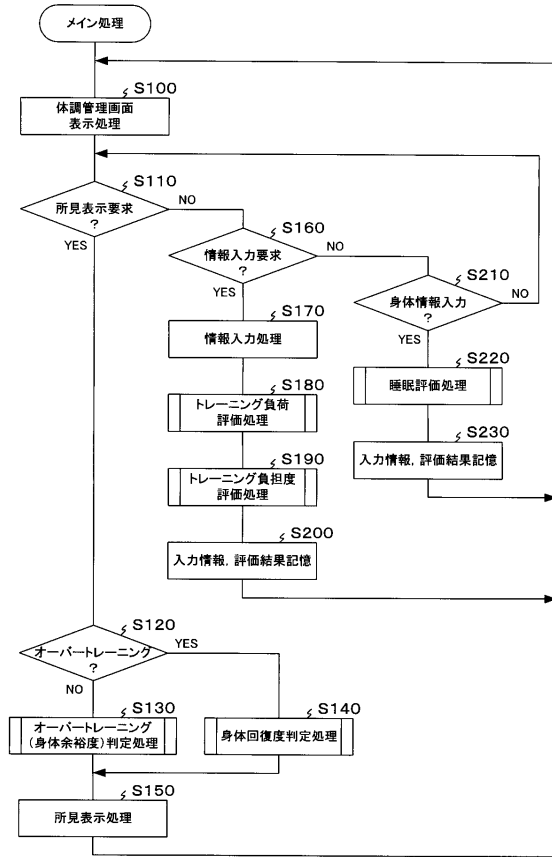 メイン処理
S100
体調管理画面
表示処理
S110
所見表示要求
?
NO
YES
S160
情報入力要求
?
NO
YES
S210
身体情報入力
?
NO
YES
S170
情報入力処理
S220
睡眠評価処理
S180
トレーニング負荷
評価処理
S230
入力情報, 評価結果記憶
S190
トレーニング負担度
評価処理
S200
入力情報, 評価結果記憶
S120
オーバートレーニング
?
YES
NO
S130
オーバートレーニング
(身体余裕度)判定処理
S140
身体回復度判定処理
S150
所見表示処理